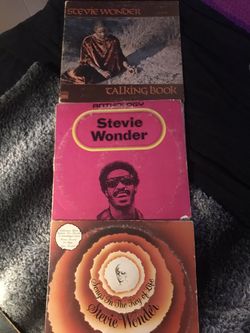 STEVIE WONDER
TALKING BOOK
ANTHOLOGY
Stevie
Wonder
Songs In The Key of Life
Stevie Wonder